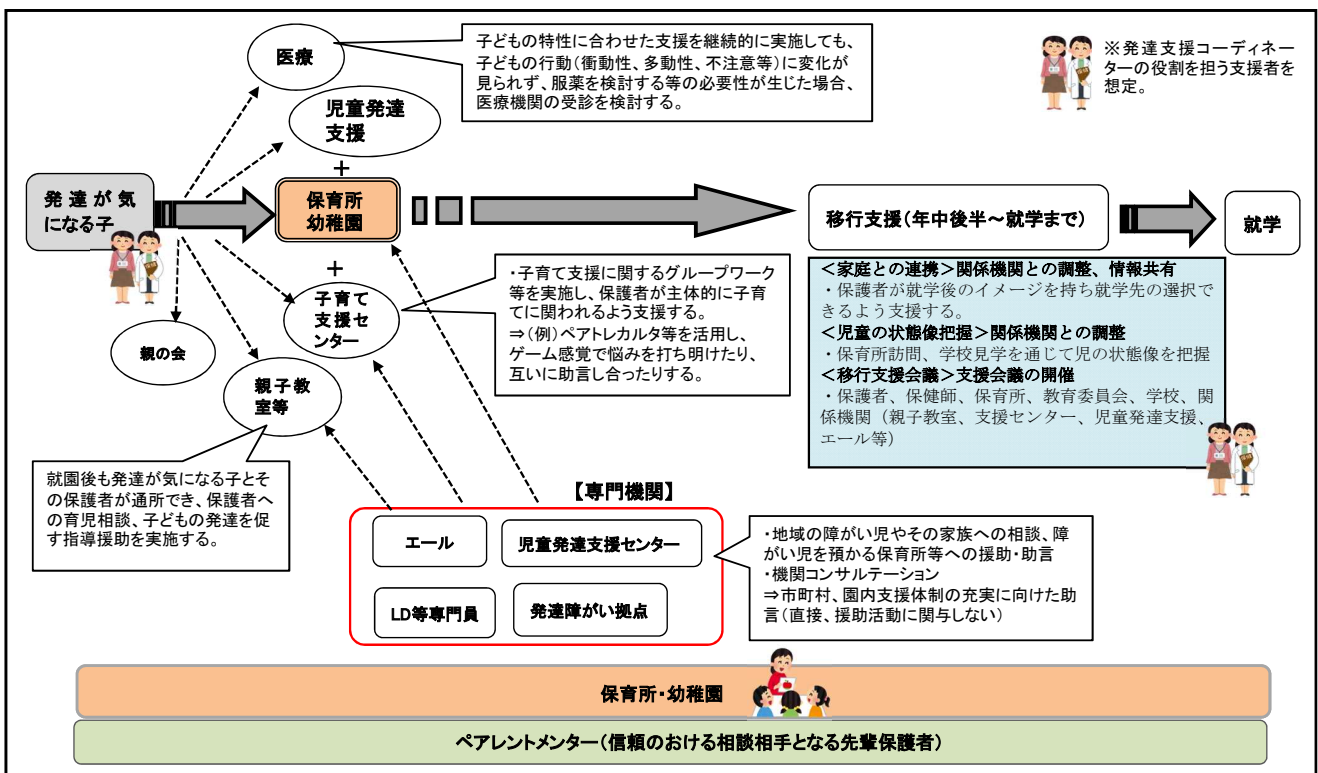 医療
子どもの特性に合わせた支援を継続的に実施しても、
子どもの行動(衝動性、多動性、不注意等)に変化が
見られず、服薬を検討する等の必要性が生じた場合、
医療機関の受診を検討する。
※発達支援コーディネー
ターの役割を担う支援者を
想定。
児童発達
支援
+
発達が気
になる子
保育所
幼稚園
移行支援(年中後半～就学まで)
就学
+
子育て
支援セ
ンター
・子育て支援に関するグループワーク
等を実施し、保護者が主体的に子育
てに関われるよう支援する。
⇒(例)ペアトレカルタ等を活用し、
ゲーム感覚で悩みを打ち明けたり、
互いに助言し合ったりする。
＜家庭との連携＞関係機関との調整、情報共有
・保護者が就学後のイメージを持ち就学先の選択で
きるよう支援する。
＜児童の状態像把握＞関係機関との調整
・保育所訪問、学校見学を通じて児の状態像を把握
＜移行支援会議＞支援会議の開催
・保護者、保健師、保育所、教育委員会、学校、関
係機関（親子教室、支援センター、児童発達支援、
エール等）
親の会
親子教
室等
就園後も発達が気になる子とそ
の保護者が通所でき、保護者へ
の育児相談、子どもの発達を促
す指導援助を実施する。
【専門機関】
エール
児童発達支援センター
LD等専門員
発達障がい拠点
・地域の障がい児やその家族への相談、障
がい児を預かる保育所等への援助・助言
・機関コンサルテーション
⇒市町村、園内支援体制の充実に向けた助
言(直接、援助活動に関与しない)
保育所・幼稚園
ペアレントメンター(信頼のおける相談相手となる先輩保護者)